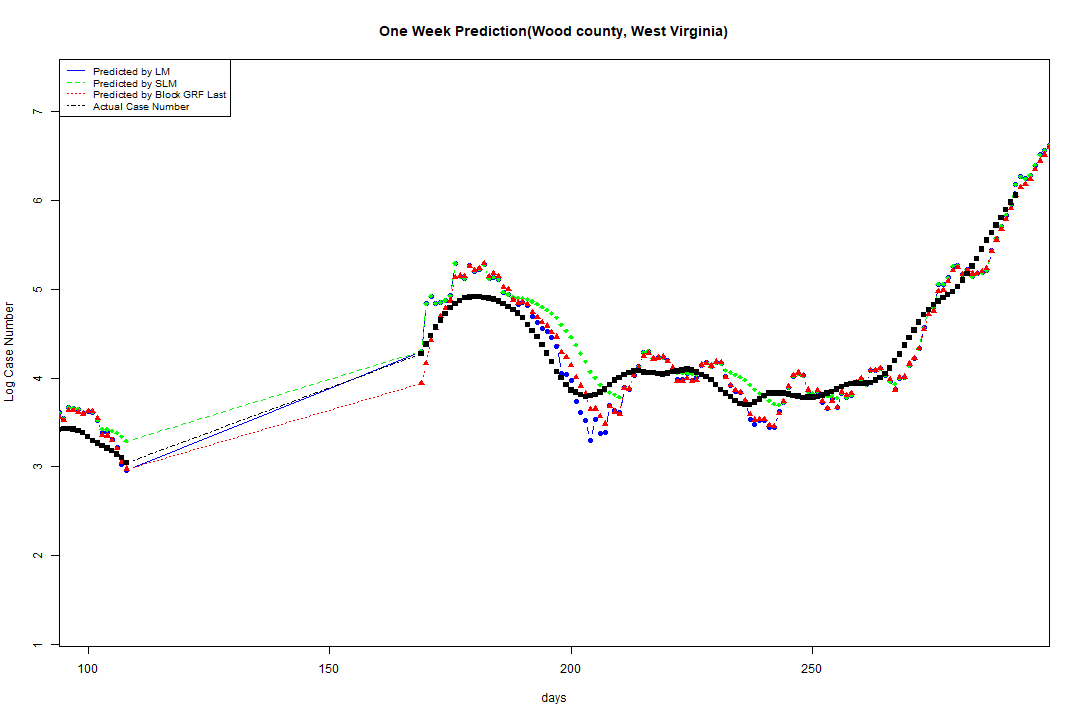 One Week Prediction(Wood county, West Virginia)
Predicted by LM
Predicted by SLM
Predicted by Block GRF Last
Actual Case Number
Log Case Number
7
6
5
4
3
2
1
100 150 200 250
days